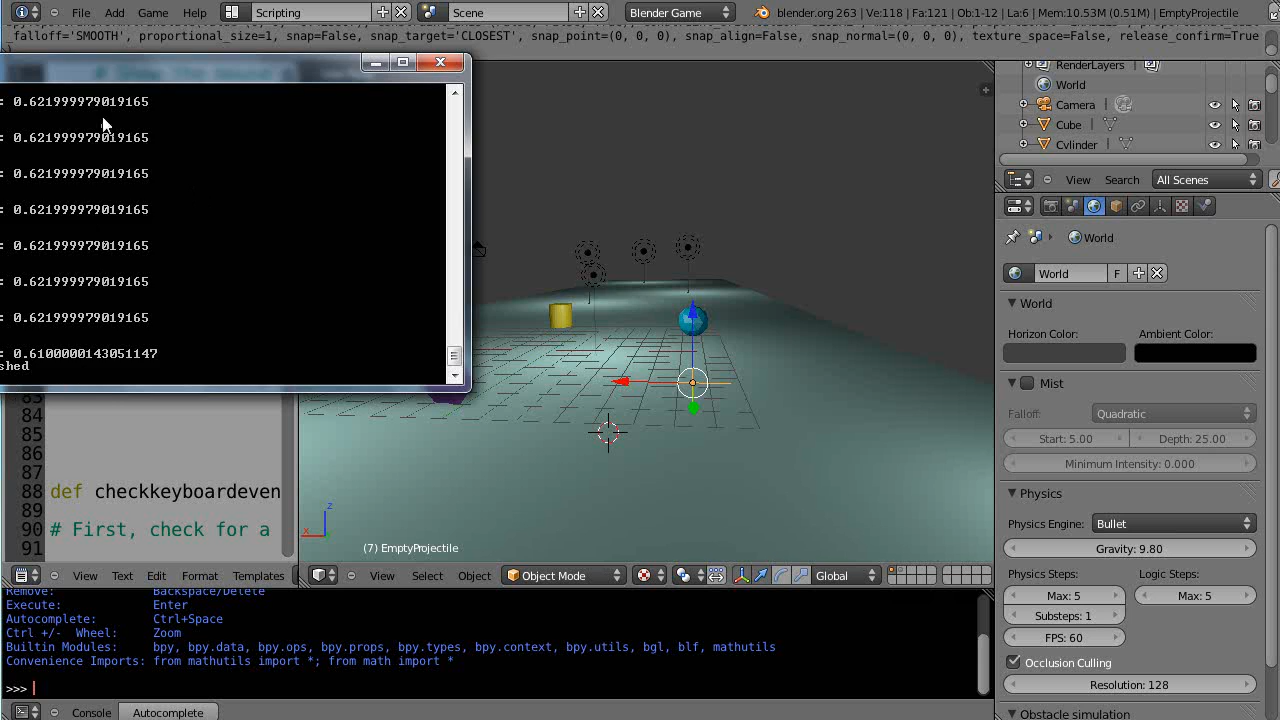 File Add Game Render Window Help Scripting Scene Blender Game blender.org 263 | Ve:118 | Fa:121 | Ob:1-12 | La:6 | Mem:10.53M (0.11M) | EmptyProjectile
falloff='SMOOTH', proportional_size=1, snap=False, snap_target='CLOSEST', snap_point=(0, 0, 0), snap_align=False, snap_normal=(0, 0, 0), texture_space=False, release_confirm=True
: 0.621999979019165
: 0.621999979019165
: 0.621999979019165
: 0.621999979019165
: 0.621999979019165
: 0.621999979019165
: 0.621999979019165
: 0.6100000143051147
shed
84
85
86
87
88 def checkkeyboardeven
89
90 # First, check for a
91
(7) EmptyProjectile
x
z
View Text Edit Format Templates
View Select Object Object Mode Global
Remove: Backspace/Delete
Execute: Enter
Autocomplete: Ctrl+Space
Ctrl +/- Wheel: Zoom
Builtin Modules: bpy, bpy.data, bpy.ops, bpy.props, bpy.types, bpy.context, bpy.utils, bgl, blf, mathutils
Convenience Imports: from mathutils import *; from math import *
>>>
Console Autocomplete
RenderLayers
World
Camera
Cube
Cylinder
View Search All Scenes
World
World F
World
Horizon Color: Ambient Color:
Mist
Falloff: Quadratic
Start: 5.00 Depth: 25.00
Minimum Intensity: 0.000
Physics
Physics Engine: Bullet
Gravity: 9.80
Physics Steps: Logic Steps:
Max: 5 Max: 5
Substeps: 1
FPS: 60
Occlusion Culling
Resolution: 128
Obstacle simulation